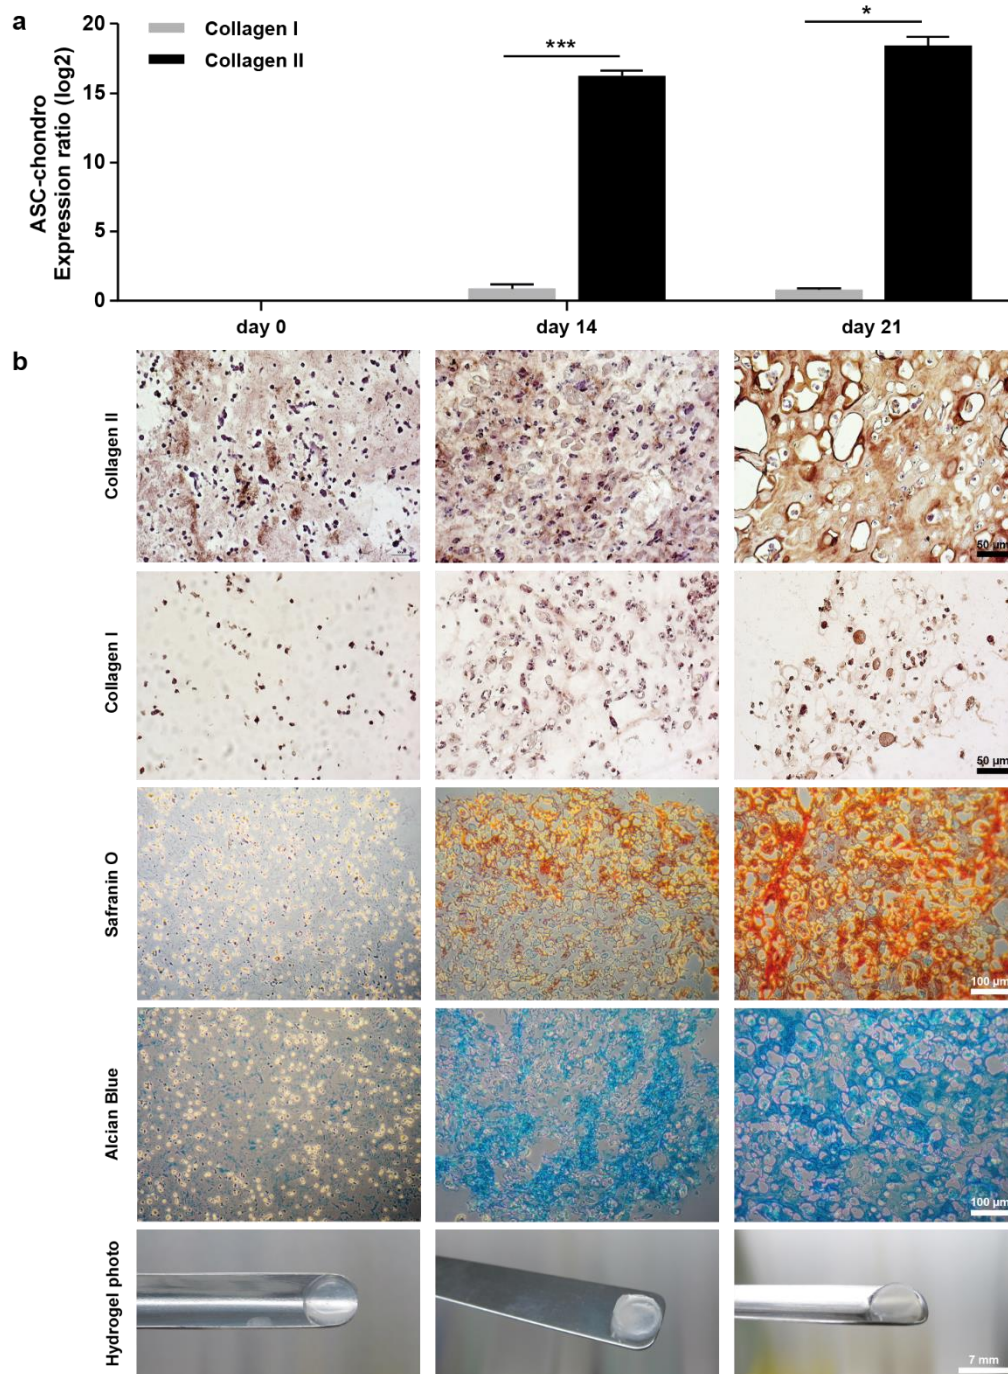 a
20
15
10
5
0
ASC-chondro
Expression ratio (log2)
Collagen I
Collagen II
***
*
day 0
day 14
day 21
b
Collagen II
50 µm
Collagen I
50 µm
Safranin O
100 µm
Alcian Blue
100 µm
Hydrogel photo
7 mm